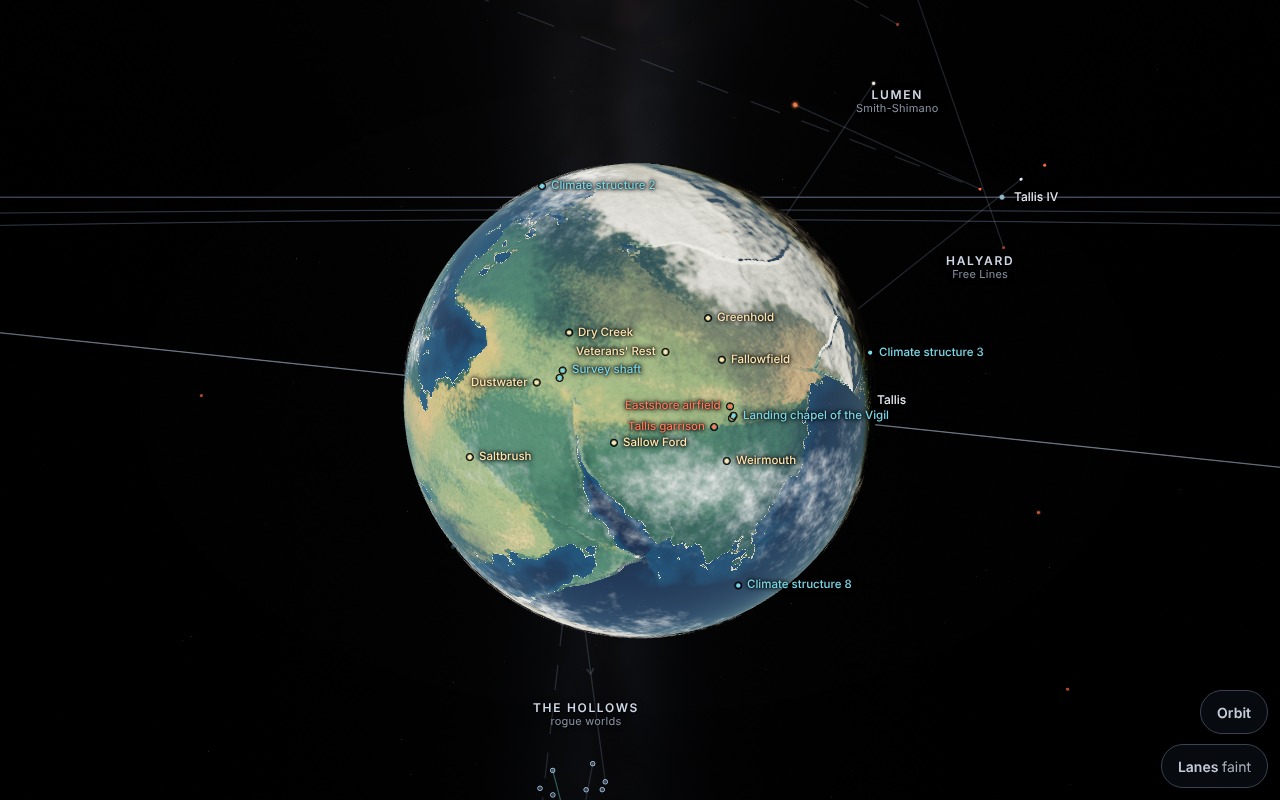 LUMEN
Smith-Shimano
Climate structure 2
Tallis IV
HALYARD
Free Lines
Greenhold
Dry Creek
Veterans' Rest
Climate structure 3
Fallowfield
Survey shaft
Dustwater
Tallis
Eastshore airfield
Landing chapel of the Vigil
Tallis garrison
Sallow Ford
Saltbrush
Weirmouth
Climate structure 8
THE HOLLOWS
rogue worlds
Orbit
Lanes faint